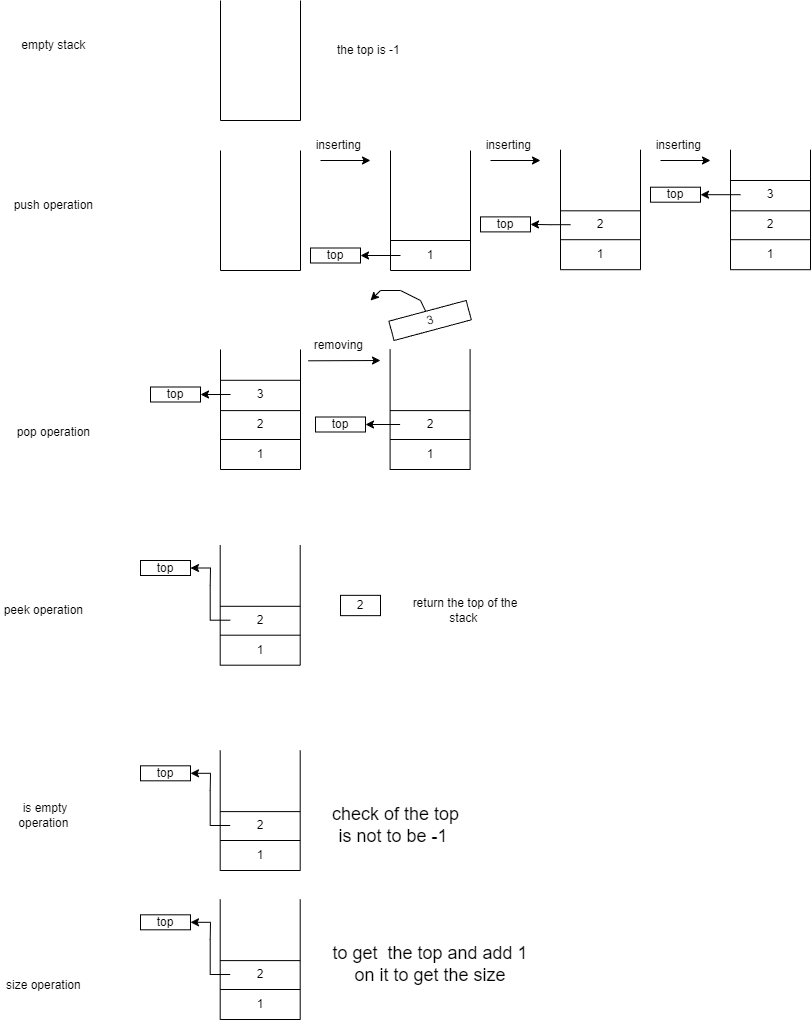 empty stack
the top is -1
inserting
inserting
inserting
push operation
top
1
top
2
1
top
3
2
1
3
removing
pop operation
top
3
2
1
top
2
1
peek operation
top
2
1
2
return the top of the
stack
is empty
operation
top
2
1
check of the top
is not to be -1
size operation
top
2
1
to get  the top and add 1
on it to get the size